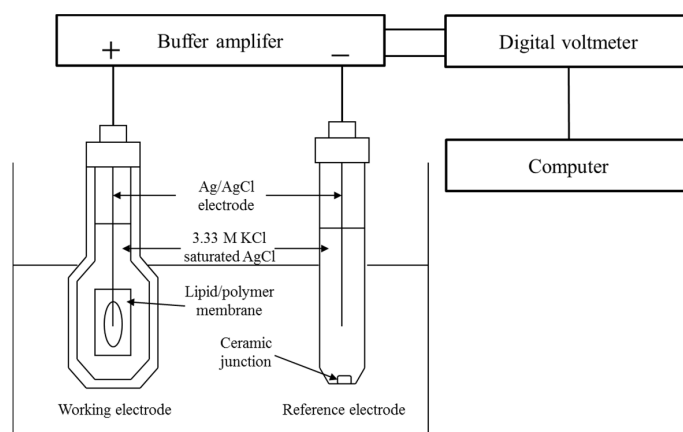 Buffer amplifer
+
−
Digital voltmeter
Computer
Ag/AgCl
electrode
3.33 M KCl
saturated AgCl
Lipid/polymer
membrane
Ceramic
junction
Working electrode
Reference electrode